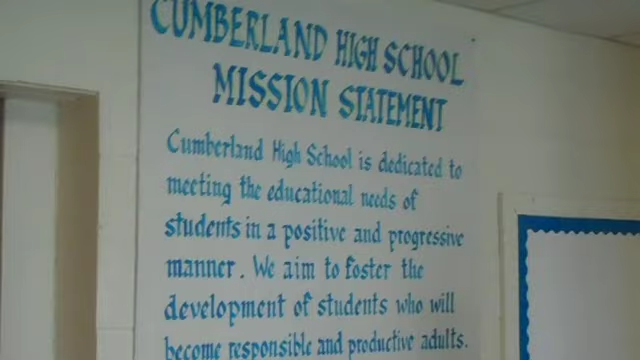 CUMBERLAND HIGH SCHOOL
MISSION STATEMENT
Cumberland High School is dedicated to
meeting the educational needs of
students in a positive and progressive
manner. We aim to foster the
development of students who will
become responsible and productive adults.